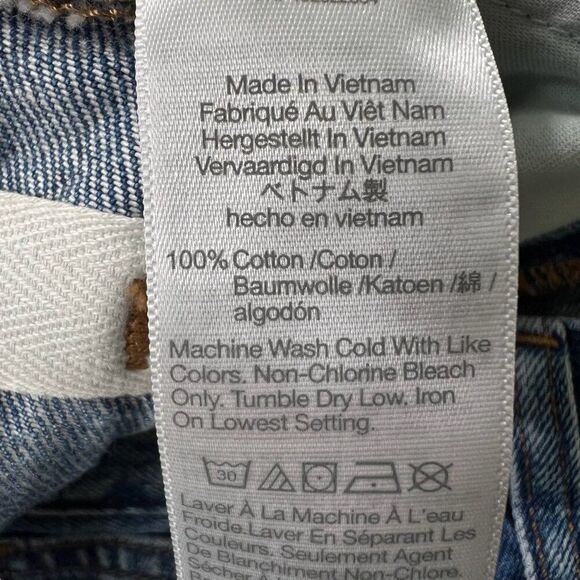 Made In Vietnam
Fabriqué Au Viêt Nam
Hergestellt In Vietnam
Vervaardigd In Vietnam
ベトナム製
hecho en vietnam
100% Cotton /Coton /
Baumwolle /Katoen /綿 /
algodón
Machine Wash Cold With Like
Colors. Non-Chlorine Bleach
Only. Tumble Dry Low. Iron
On Lowest Setting.
30
Laver À La Machine À L'eau
Froide Laver En Séparant Les
Couleurs. Seulement Agent
De Blanchiment Non-Chlore.